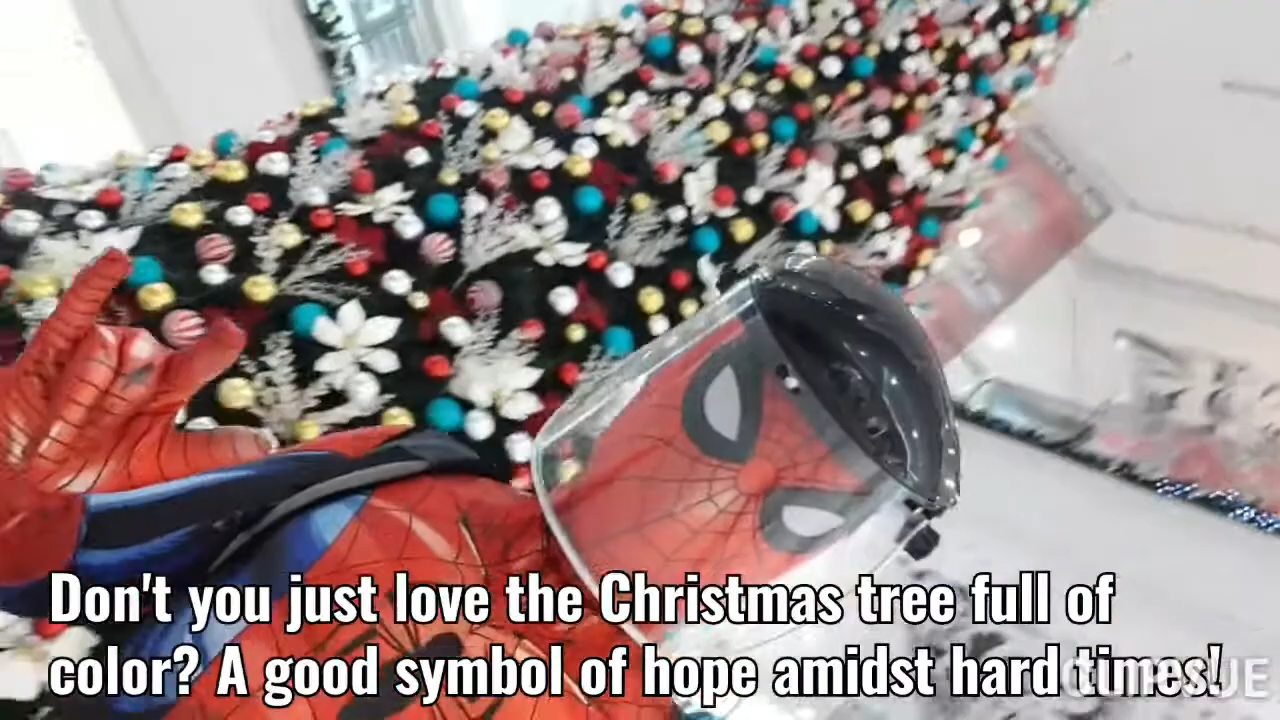 Don't you just love the Christmas tree full of
color? A good symbol of hope amidst hard times!